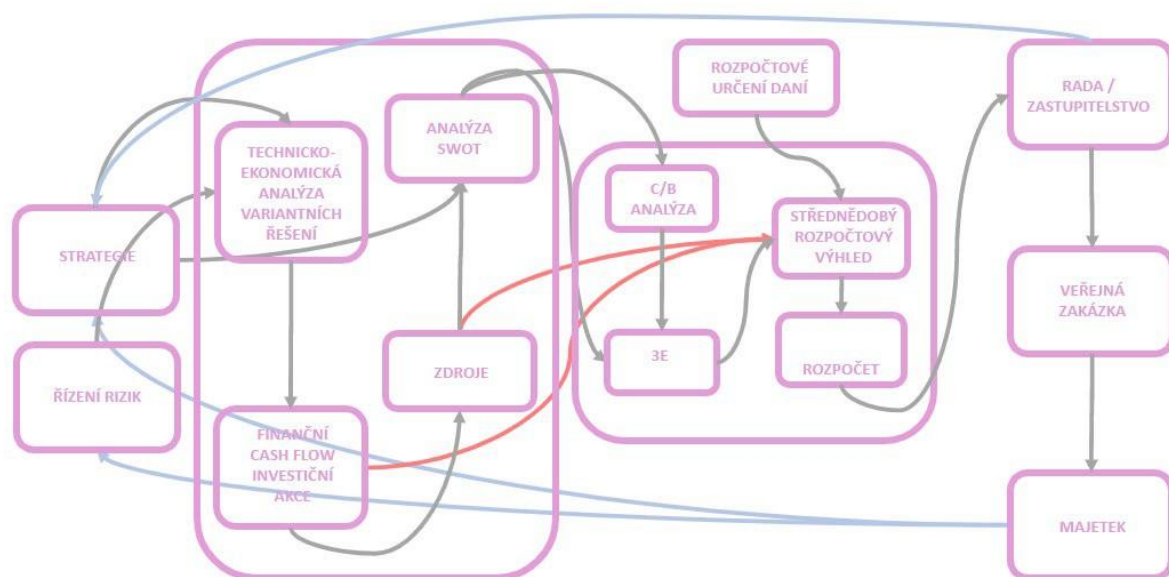 STRATEGIE
ŘÍZENÍ RIZIK
TECHNICKO-
EKONOMICKÁ
ANALÝZA
VARIANTNÍCH
ŘEŠENÍ
FINANČNÍ
CASH FLOW
INVESTIČNÍ
AKCE
ANALÝZA
SWOT
ZDROJE
ROZPOČTOVÉ
URČENÍ DANÍ
C/B
ANALÝZA
3E
STŘEDNĚDOBÝ
ROZPOČTOVÝ
VÝHLED
ROZPOČET
RADA /
ZASTUPITELSTVO
VEŘEJNÁ
ZAKÁZKA
MAJETEK